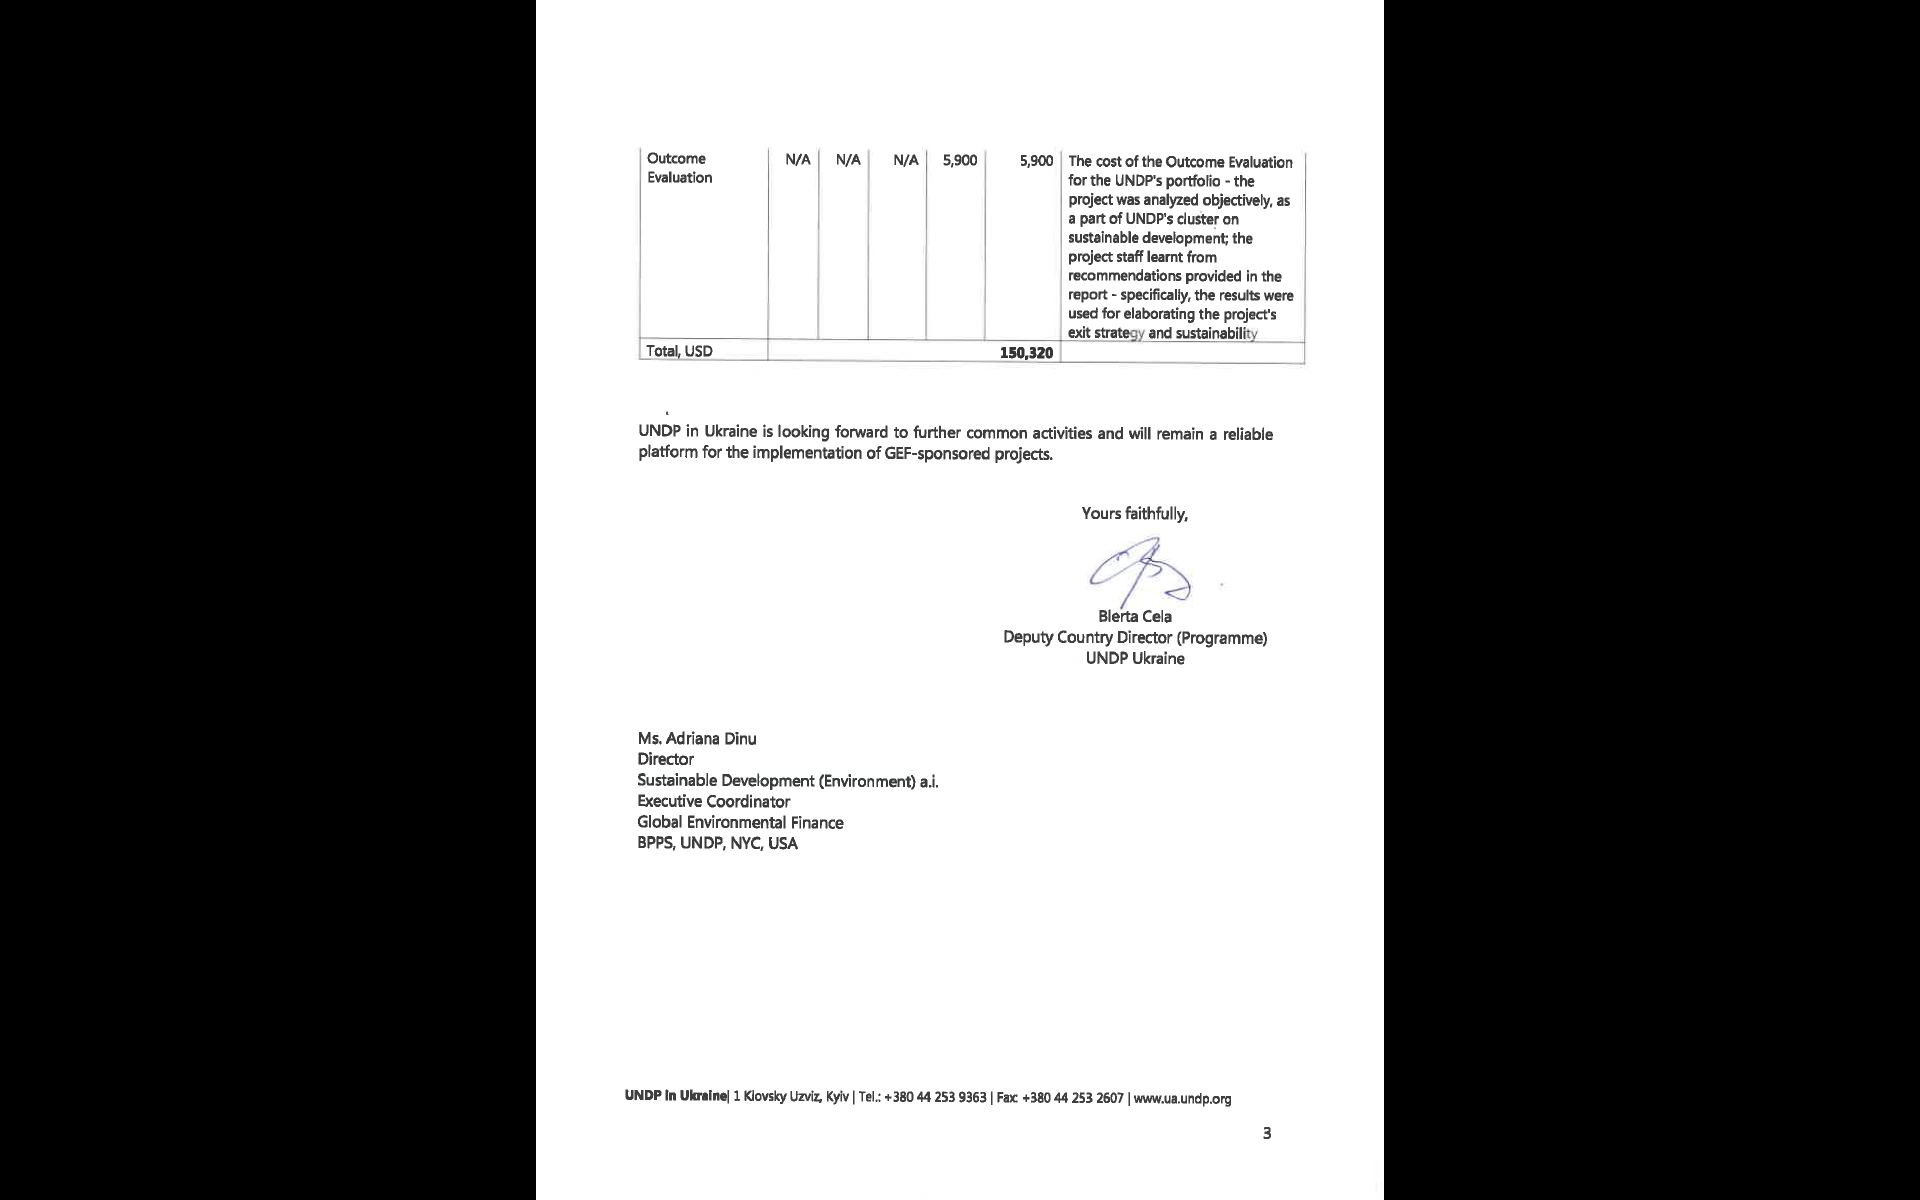 Outcome Evaluation N/A N/A N/A 5,900 5,900 The cost of the Outcome Evaluation
for the UNDP's portfolio - the
project was analyzed objectively, as
a part of UNDP's cluster on
sustainable development; the
project staff learnt from
recommendations provided in the
report - specifically, the results were
used for elaborating the project's
exit strategy and sustainability
Total, USD 150,320
UNDP in Ukraine is looking forward to further common activities and will remain a reliable
platform for the implementation of GEF-sponsored projects.
Yours faithfully,
Blerta Cela
Deputy Country Director (Programme)
UNDP Ukraine
Ms. Adriana Dinu
Director
Sustainable Development (Environment) a.i.
Executive Coordinator
Global Environmental Finance
BPPS, UNDP, NYC, USA
UNDP in Ukraine| 1 Klovsky Uzviz, Kyiv | Tel.: +380 44 253 9363 | Fax: +380 44 253 2607 | www.ua.undp.org
3